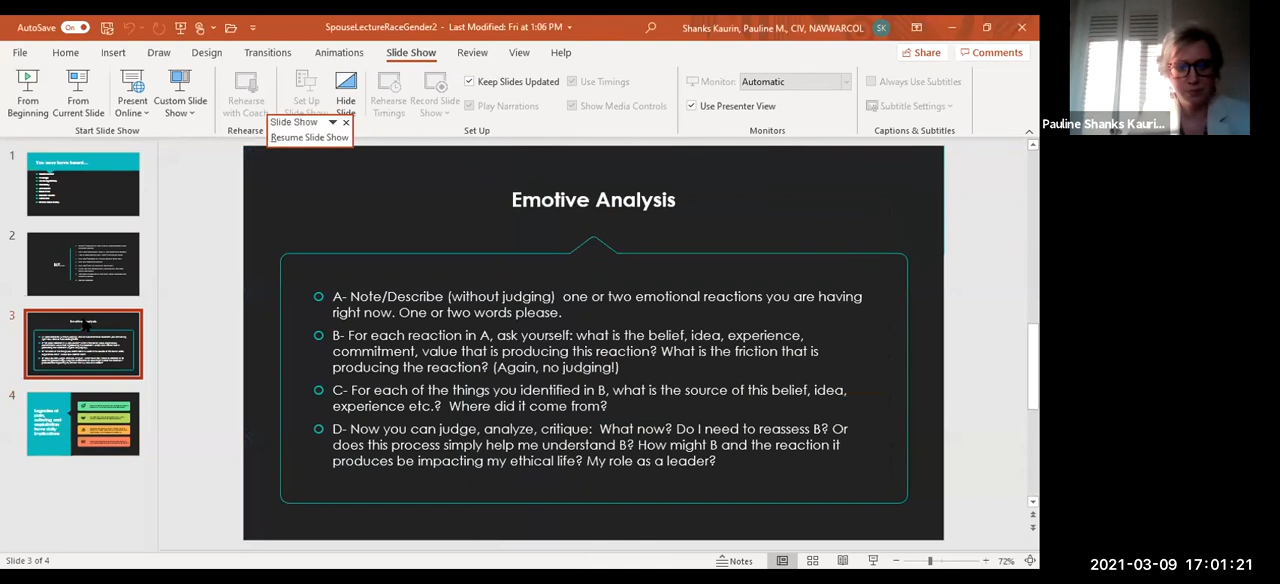 AutoSave On SpouseLectureRaceGender2 - Last Modified: Fri at 1:06 PM Shanks Kaurin, Pauline M., CIV, NAVWARCOL SK
File Home Insert Draw Design Transitions Animations Slide Show Review View Help Share Comments
From Beginning
From Current Slide
Present Online
Custom Slide Show
Start Slide Show
Rehearse with Coach
Rehearse
Set Up Slide Show
Hide Slide
Rehearse Timings
Record Slide Show
Keep Slides Updated
Play Narrations
Use Timings
Show Media Controls
Set Up
Monitor: Automatic
Use Presenter View
Monitors
Always Use Subtitles
Subtitle Settings
Captions & Subtitles
Slide Show
Resume Slide Show
Pauline Shanks Kauri...
1
You may have heard...
2
3
Emotive Analysis
4
Emotive Analysis
A- Note/Describe (without judging) one or two emotional reactions you are having
right now. One or two words please.
B- For each reaction in A, ask yourself: what is the belief, idea, experience,
commitment, value that is producing this reaction? What is the friction that is
producing the reaction? (Again, no judging!)
C- For each of the things you identified in B, what is the source of this belief, idea,
experience etc.? Where did it come from?
D- Now you can judge, analyze, critique: What now? Do I need to reassess B? Or
does this process simply help me understand B? How might B and the reaction it
produces be impacting my ethical life? My role as a leader?
Slide 3 of 4 Notes 72%
2021-03-09 17:01:21